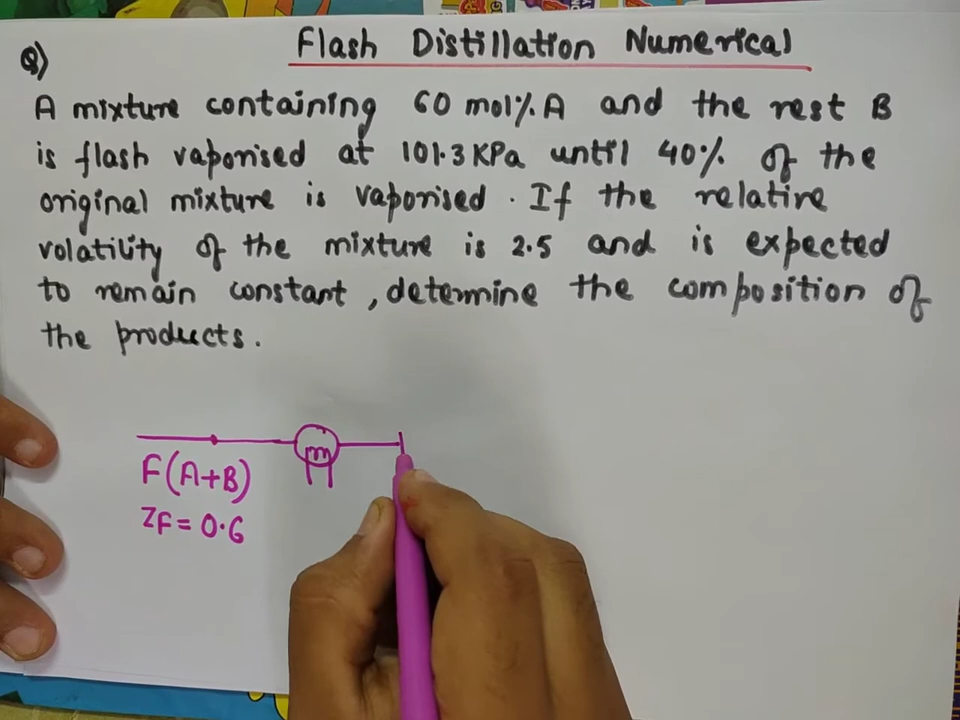 Flash Distillation Numerical
Q)
A mixture containing 60 mol% A and the rest B
is flash vaporised at 101.3 KPa until 40% of the
original mixture is vaporised. If the relative
volatility of the mixture is 2.5 and is expected
to remain constant, determine the composition of
the products.
F(A+B)
ZF = 0.6